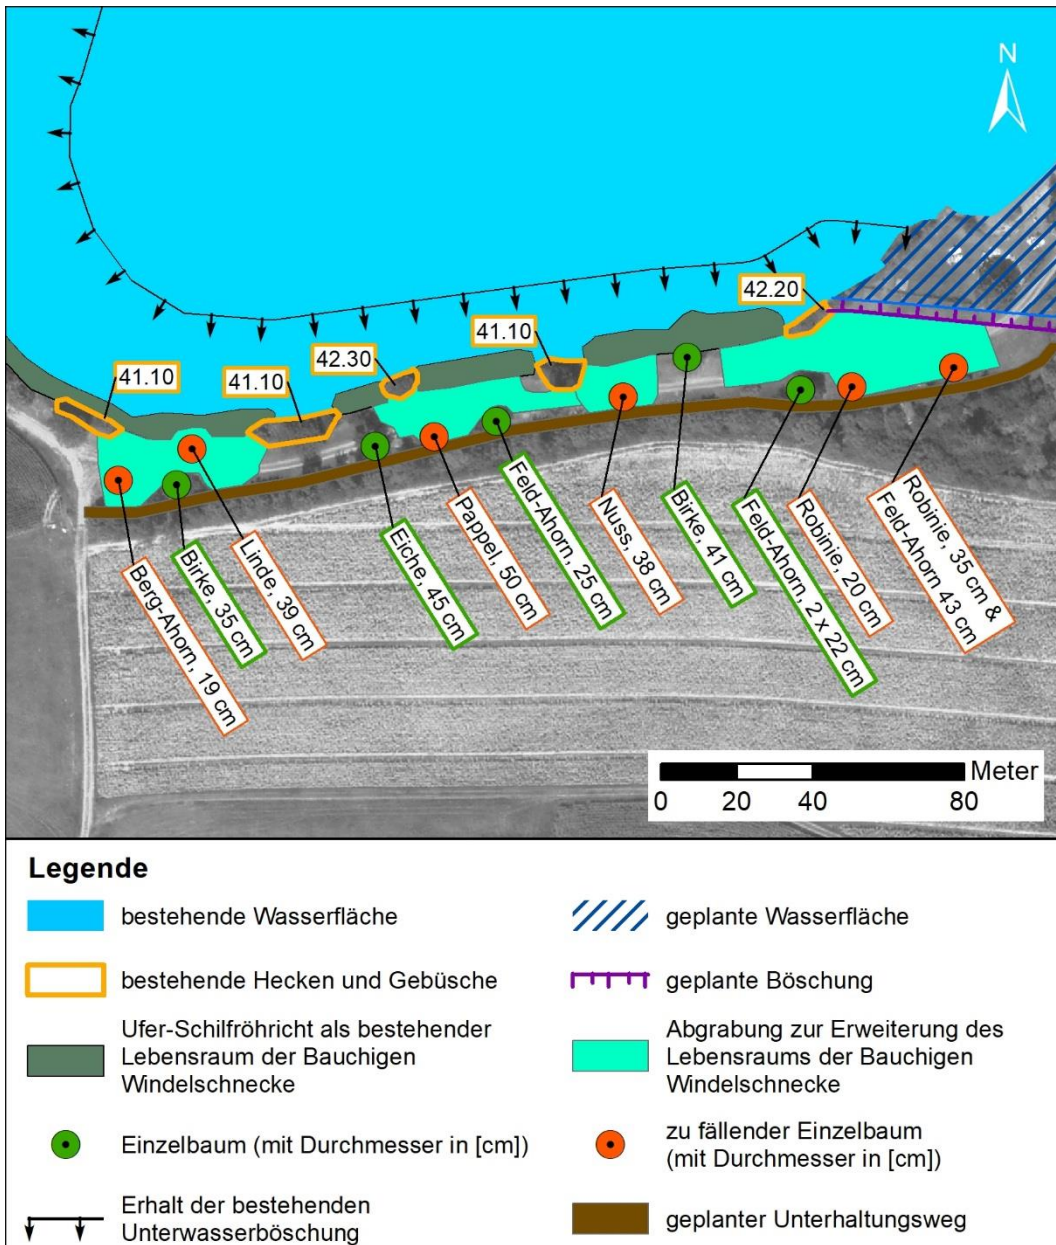 N
42.20
41.10
42.30
41.10
41.10
Berg-Ahorn, 19 cm
Birke, 35 cm
Linde, 39 cm
Eiche, 45 cm
Pappel, 50 cm
Feld-Ahorn, 25 cm
Nuss, 38 cm
Birke, 41 cm
Feld-Ahorn, 2 x 22 cm
Robinie, 20 cm
Robinie, 35 cm &
Feld-Ahorn 43 cm
Meter
0 20 40 80
Legende
bestehende Wasserfläche
bestehende Hecken und Gebüsche
Ufer-Schilfröhricht als bestehender
Lebensraum der Bauchigen
Windelschnecke
Einzelbaum (mit Durchmesser in [cm])
Erhalt der bestehenden
Unterwasserböschung
geplante Wasserfläche
geplante Böschung
Abgrabung zur Erweiterung des
Lebensraums der Bauchigen
Windelschnecke
zu fällender Einzelbaum
(mit Durchmesser in [cm])
geplanter Unterhaltungsweg